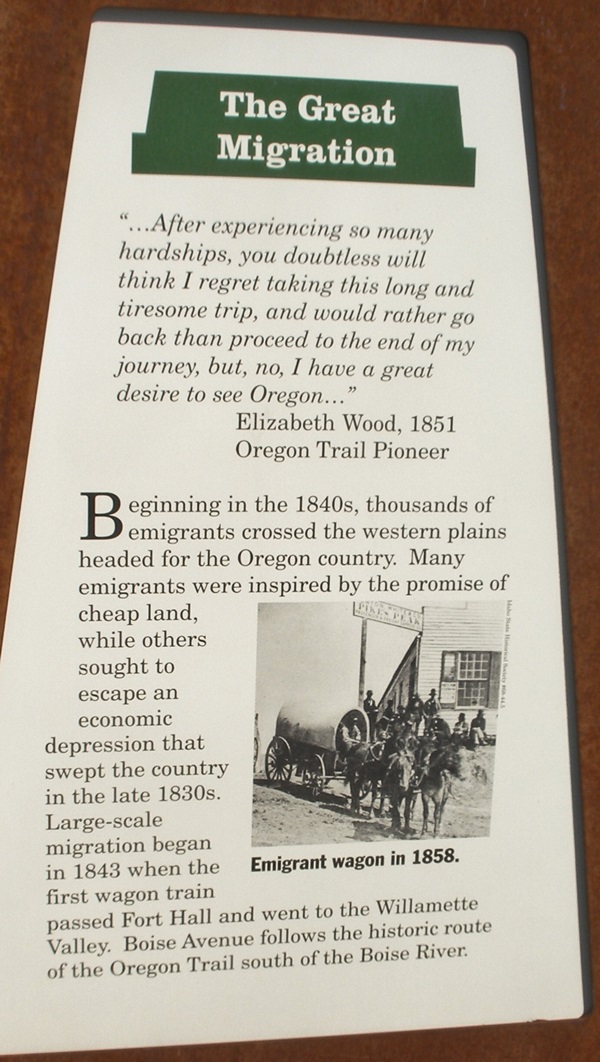 The Great
Migration
“...After experiencing so many
hardships, you doubtless will
think I regret taking this long and
tiresome trip, and would rather go
back than proceed to the end of my
journey, but, no, I have a great
desire to see Oregon...”
Elizabeth Wood, 1851
Oregon Trail Pioneer
Beginning in the 1840s, thousands of
emigrants crossed the western plains
headed for the Oregon country. Many
emigrants were inspired by the promise of
cheap land,
while others
sought to
escape an
economic
depression that
swept the country
in the late 1830s.
Large-scale
migration began
in 1843 when the
first wagon train
passed Fort Hall and went to the Willamette
Valley. Boise Avenue follows the historic route
of the Oregon Trail south of the Boise River.
PIKES PEAK
Idaho State Historical Society
Emigrant wagon in 1858.